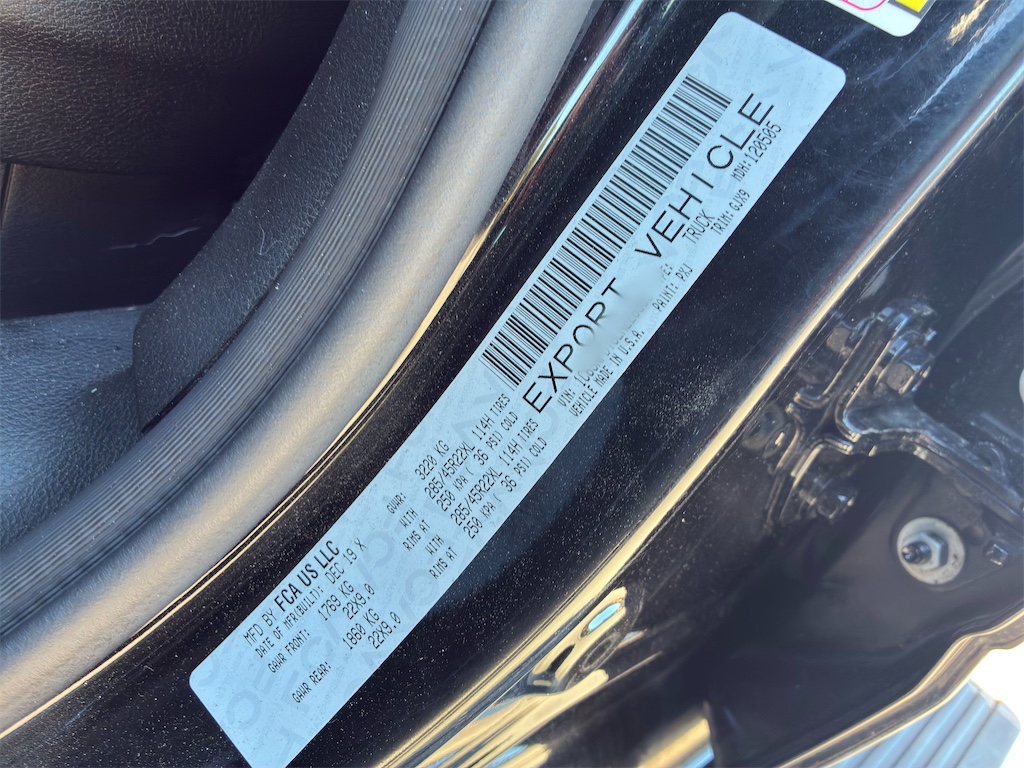 MFD BY FCA US LLC
DATE OF MFR(BUILT): DEC 19 X GVWR: 3220 KG
GAWR FRONT: 1769 KG WITH 285/45R22XL 114H TIRES
22X9.0 RIMS AT 250 KPA( 36 PSI) COLD
GAWR REAR: 1860 KG WITH 285/45R22XL 114H TIRES
22X9.0 RIMS AT 250 KPA( 36 PSI) COLD
EXPORT VEHICLE
VIN: TRUCK
VEHICLE MADE IN U.S.A. PAINT: PXJ TRIM: GJX9 MDH:120505